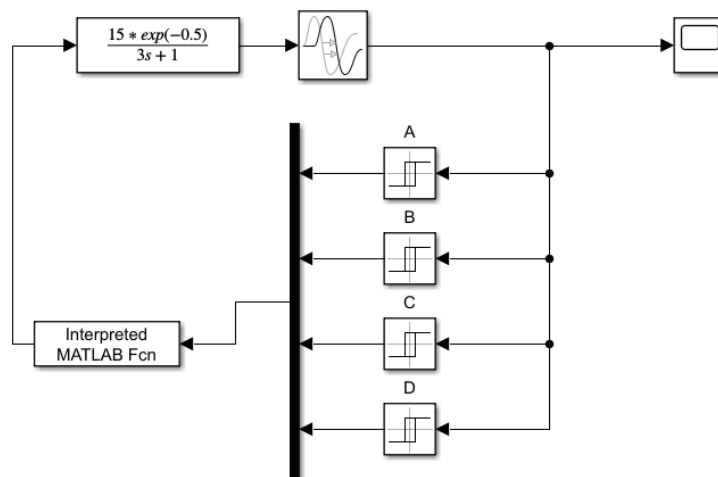 15 * exp(−0.5)
3s + 1
A
B
C
Interpreted
MATLAB Fcn
D